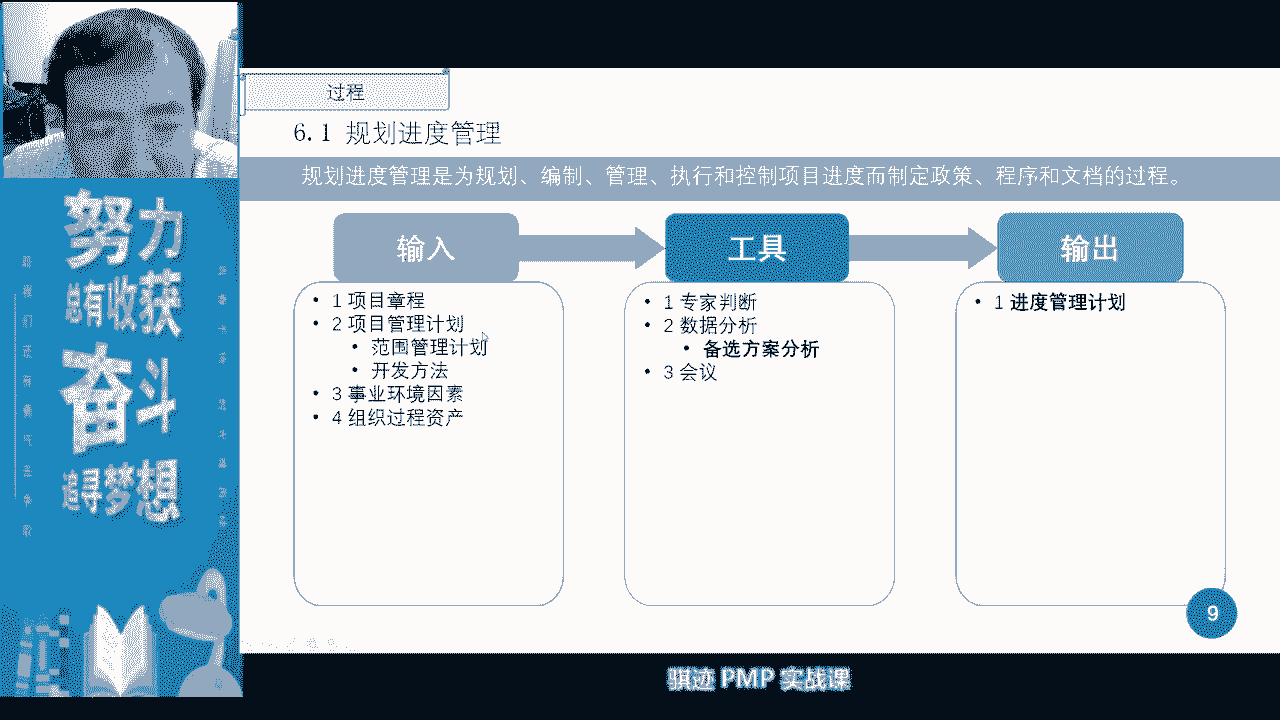 过程
6.1 规划进度管理
规划进度管理是为规划、编制、管理、执行和控制项目进度而制定政策、程序和文档的过程。
输入
• 1 项目章程
• 2 项目管理计划
• 范围管理计划
• 开发方法
• 3 事业环境因素
• 4 组织过程资产
工具
• 1 专家判断
• 2 数据分析
• 备选方案分析
• 3 会议
输出
• 1 进度管理计划
9
努力
总有收获
奋斗
追寻梦想
骐迹 PMP 实战课